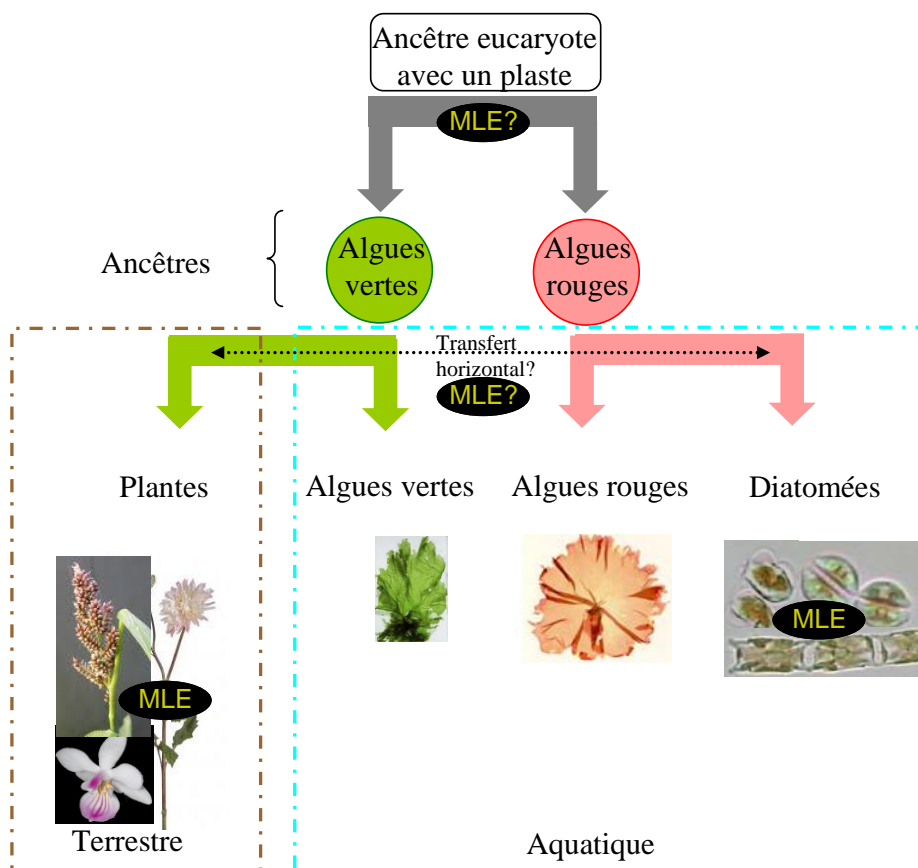 Ancêtre eucaryote
avec un plaste
MLE?
Ancêtres
Algues
vertes
Algues
rouges
Transfert
horizontal?
MLE?
Plantes
Algues vertes
Algues rouges
Diatomées
MLE
MLE
Terrestre
Aquatique